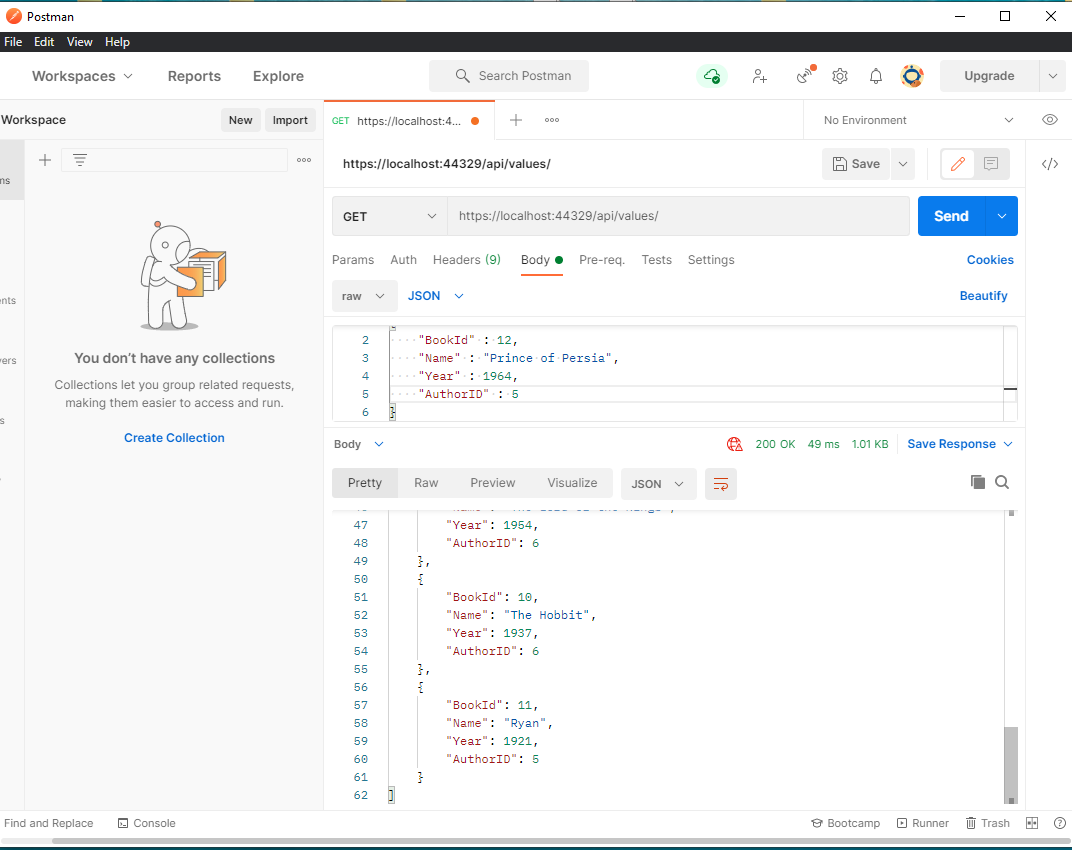 Postman
File Edit View Help
Workspaces Reports Explore Search Postman Upgrade
Workspace New Import
GET https://localhost:4... No Environment
https://localhost:44329/api/values/ Save
GET https://localhost:44329/api/values/ Send
Params Auth Headers (9) Body Pre-req. Tests Settings Cookies
raw JSON Beautify
ns
nts
ers
s
You don't have any collections
Collections let you group related requests,
making them easier to access and run.
Create Collection
2 "BookId" : 12,
3 "Name" : "Prince of Persia",
4 "Year" : 1964,
5 "AuthorID" : 5
6 }
Body 200 OK 49 ms 1.01 KB Save Response
Pretty Raw Preview Visualize JSON
47 "Year": 1954,
48 "AuthorID": 6
49 },
50 {
51 "BookId": 10,
52 "Name": "The Hobbit",
53 "Year": 1937,
54 "AuthorID": 6
55 },
56 {
57 "BookId": 11,
58 "Name": "Ryan",
59 "Year": 1921,
60 "AuthorID": 5
61 }
62 ]
Find and Replace Console Bootcamp Runner Trash